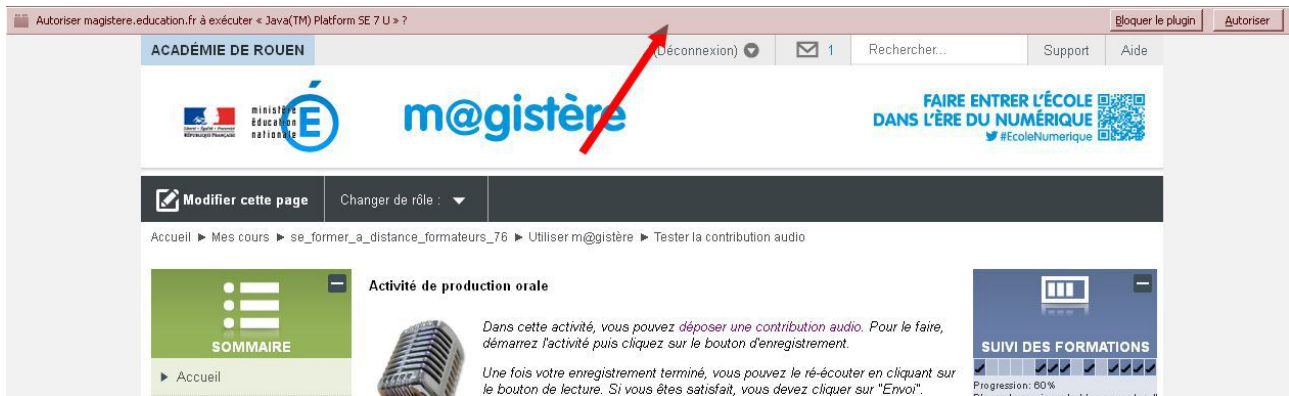 Autoriser magistere.education.fr à exécuter « Java(TM) Platform SE 7 U » ? Bloquer le plugin Autoriser
ACADÉMIE DE ROUEN (Déconnexion) 1 Rechercher... Support Aide
ministère
éducation
nationale
m@gistère
FAIRE ENTRER L'ÉCOLE
DANS L'ÈRE DU NUMÉRIQUE
#EcoleNumerique
Modifier cette page Changer de rôle :
Accueil ► Mes cours ► se_former_a_distance_formateurs_76 ► Utiliser m@gistère ► Tester la contribution audio
SOMMAIRE
► Accueil
Activité de production orale
Dans cette activité, vous pouvez déposer une contribution audio. Pour le faire,
démarrez l'activité puis cliquez sur le bouton d'enregistrement.
Une fois votre enregistrement terminé, vous pouvez le ré-écouter en cliquant sur
le bouton de lecture. Si vous êtes satisfait, vous devez cliquer sur "Envoi".
SUIVI DES FORMATIONS
Progression: 60%